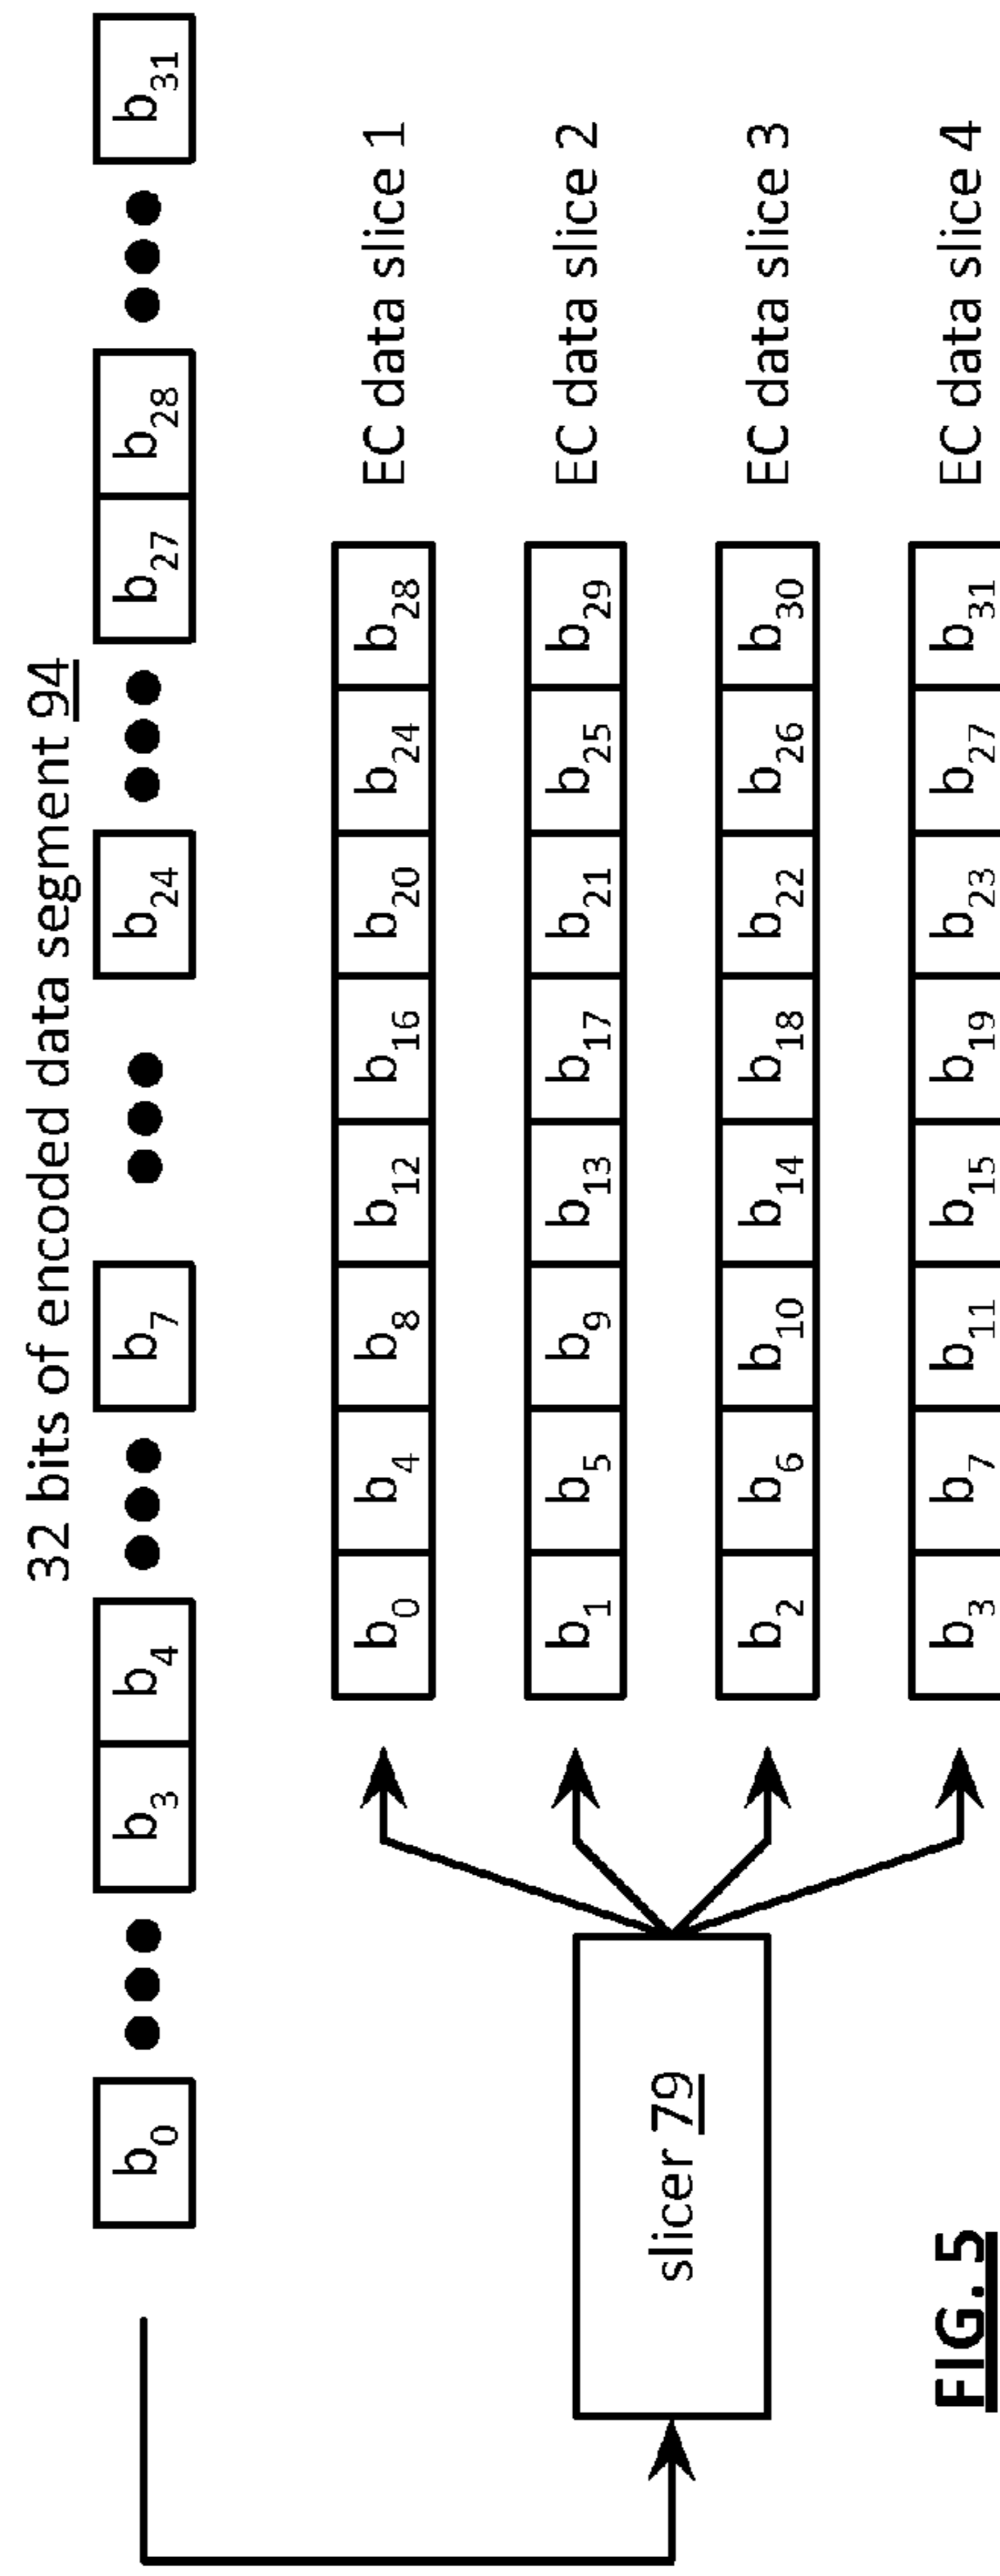 32 bits of encoded data segment 94
b0 b3 b4 b7 b24 b27 b28 b31
b0 b4 b8 b12 b16 b20 b24 b28 EC data slice 1
b1 b5 b9 b13 b17 b21 b25 b29 EC data slice 2
slicer 79
b2 b6 b10 b14 b18 b22 b26 b30 EC data slice 3
b3 b7 b11 b15 b19 b23 b27 b31 EC data slice 4
FIG. 5